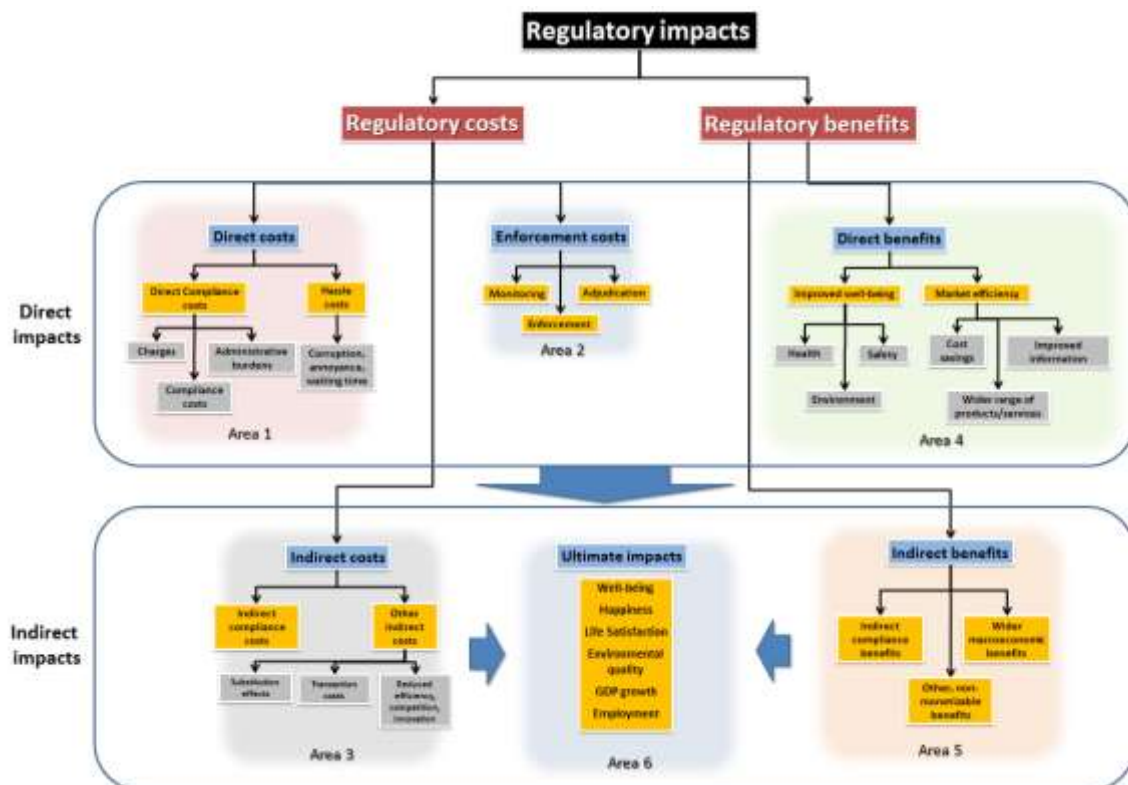 Regulatory impacts
Regulatory costs
Regulatory benefits
Direct
impacts
Direct costs
Direct Compliance
costs
Hassle
costs
Charges
Administrative
burdens
Compliance
costs
Corruption,
annoyance,
waiting time
Area 1
Enforcement costs
Monitoring
Adjudication
Enforcement
Area 2
Direct benefits
Improved well-being
Market efficiency
Health
Safety
Environment
Cost
savings
Improved
information
Wider range of
products/services
Area 4
Indirect
impacts
Indirect costs
Indirect
compliance
costs
Other
indirect
costs
Substitution
effects
Transaction
costs
Reduced
efficiency,
competition,
innovation
Area 3
Ultimate impacts
Well-being
Happiness
Life Satisfaction
Environmental
quality
GDP growth
Employment
Area 6
Indirect benefits
Indirect
compliance
benefits
Wider
macroeconomic
benefits
Other, non-
monetizable
benefits
Area 5